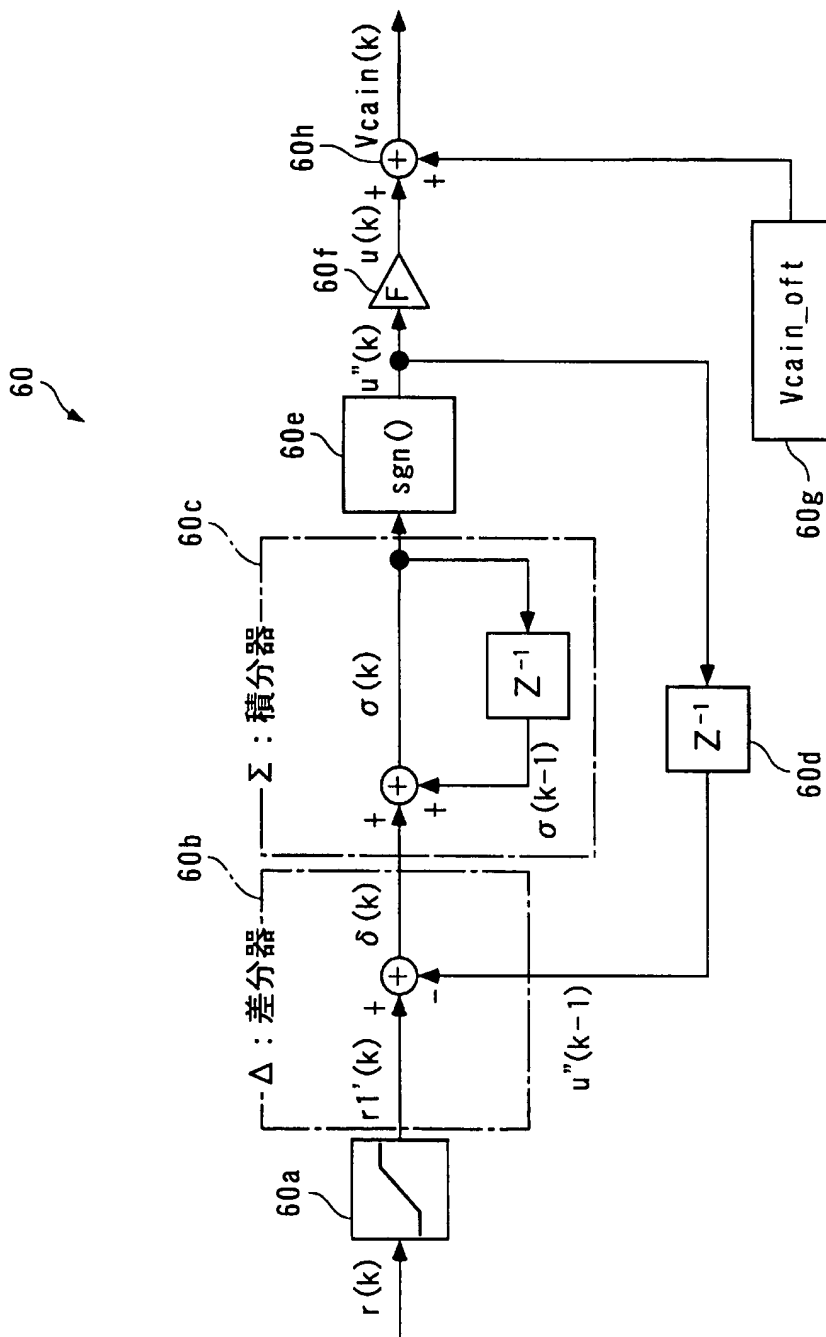 60
r(k)
60a
r1'(k)
+
-
Δ：差分器
60b
δ(k)
u"(k-1)
Σ：積分器
60c
+
+
σ(k)
σ(k-1)
Z⁻¹
60e
sgn()
u"(k)
60d
Z⁻¹
60f
F
u(k)
+
+
60h
Vcain(k)
60g
Vcain_oft